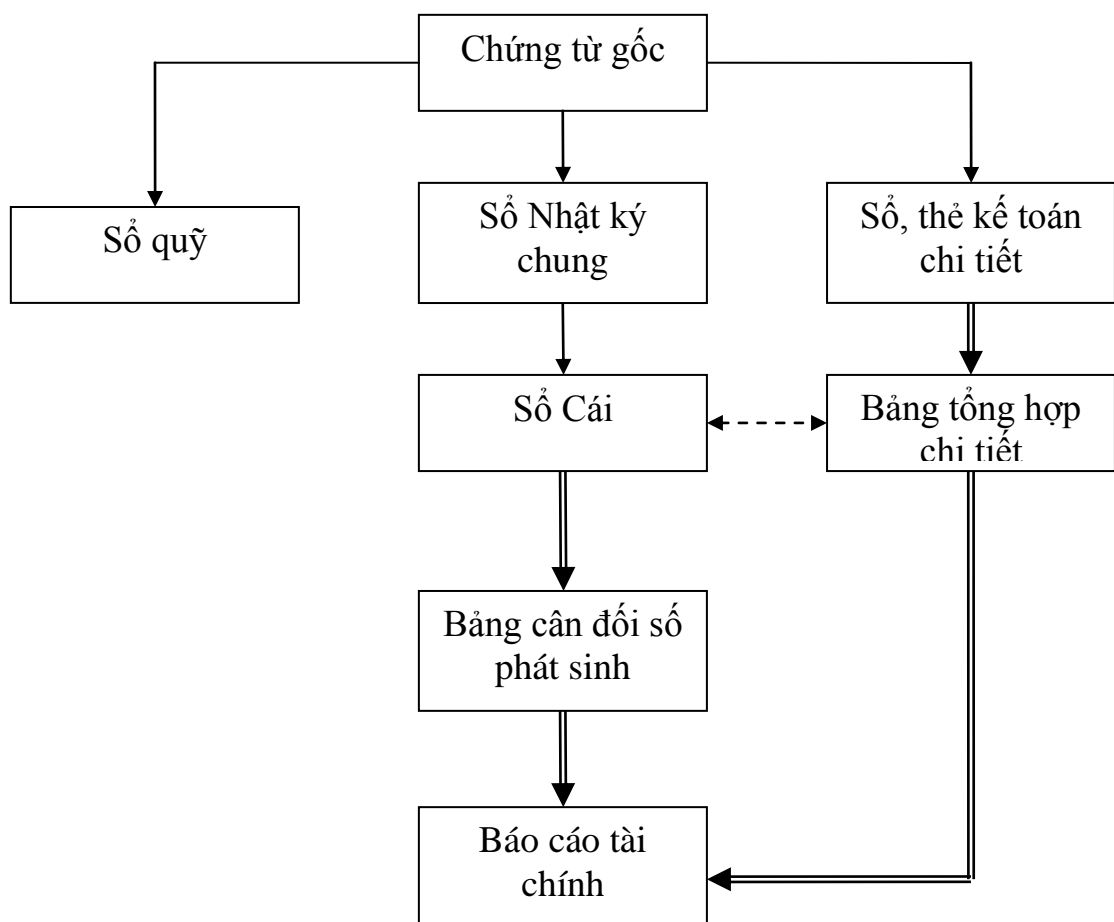 Chứng từ gốc
Sổ quỹ
Sổ Nhật ký
chung
Sổ, thẻ kế toán
chi tiết
Sổ Cái
Bảng tổng hợp
chi tiết
Bảng cân đối số
phát sinh
Báo cáo tài
chính